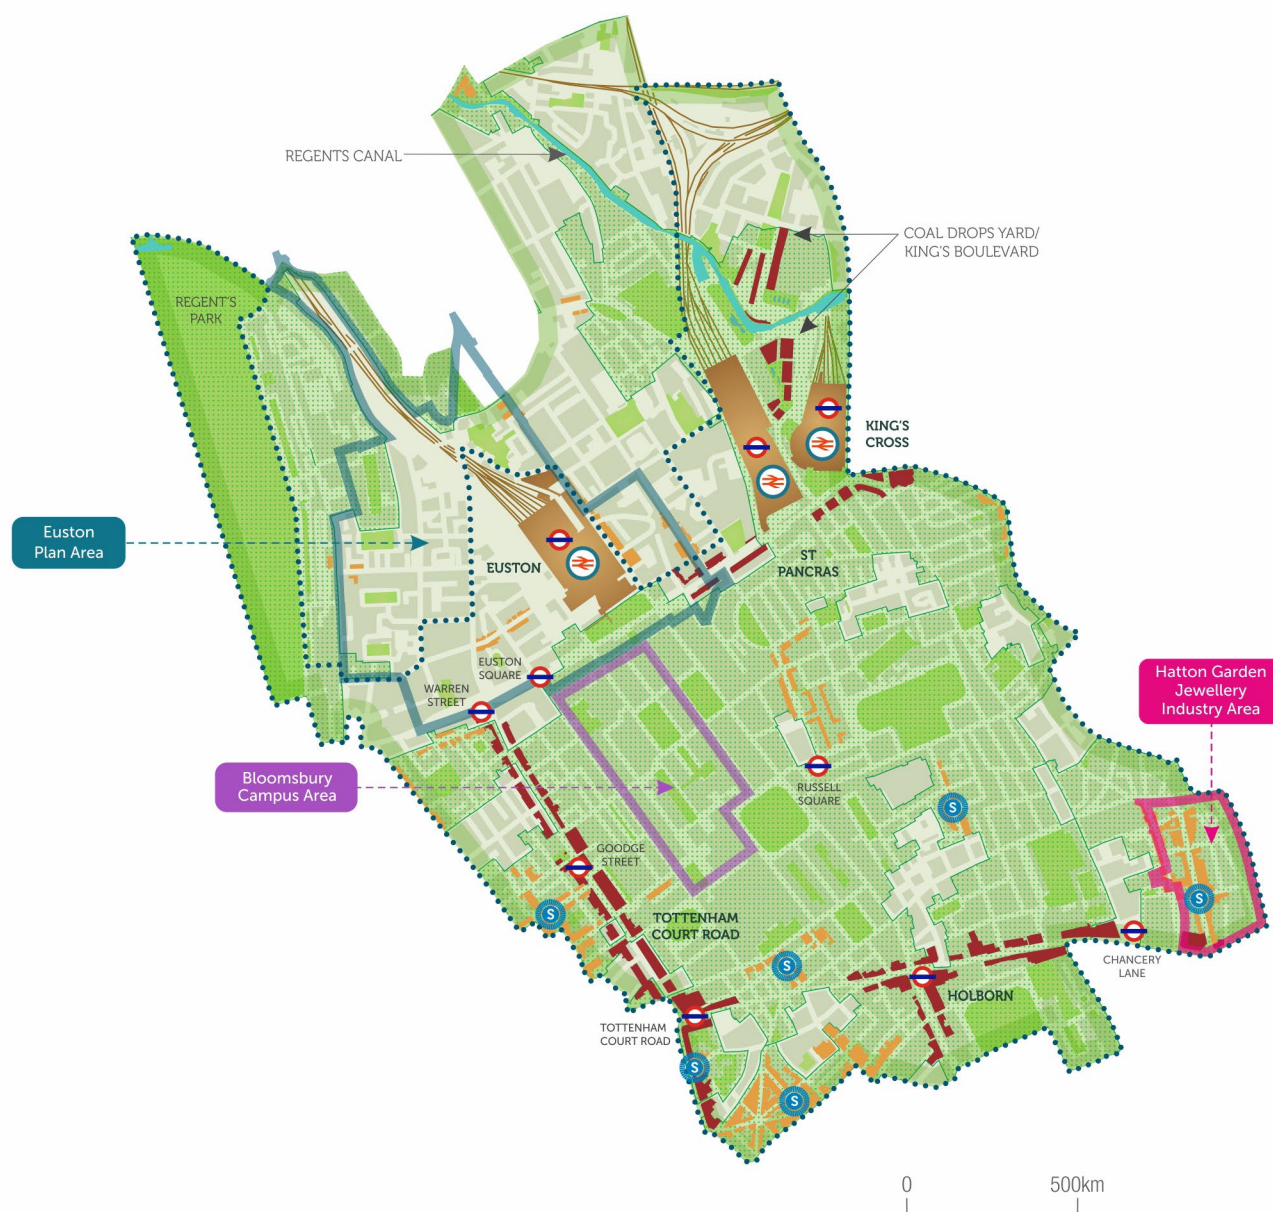 REGENTS CANAL
COAL DROPS YARD/
KING'S BOULEVARD
REGENT'S
PARK
KING'S
CROSS
Euston
Plan Area
EUSTON
ST
PANCRAS
EUSTON
SQUARE
WARREN
STREET
Hatton Garden
Jewellery
Industry Area
Bloomsbury
Campus Area
RUSSELL
SQUARE
S
GOODGE
STREET
S
S
TOTTENHAM
COURT ROAD
S
CHANCERY
LANE
HOLBORN
TOTTENHAM
COURT ROAD
S
S
0
500km